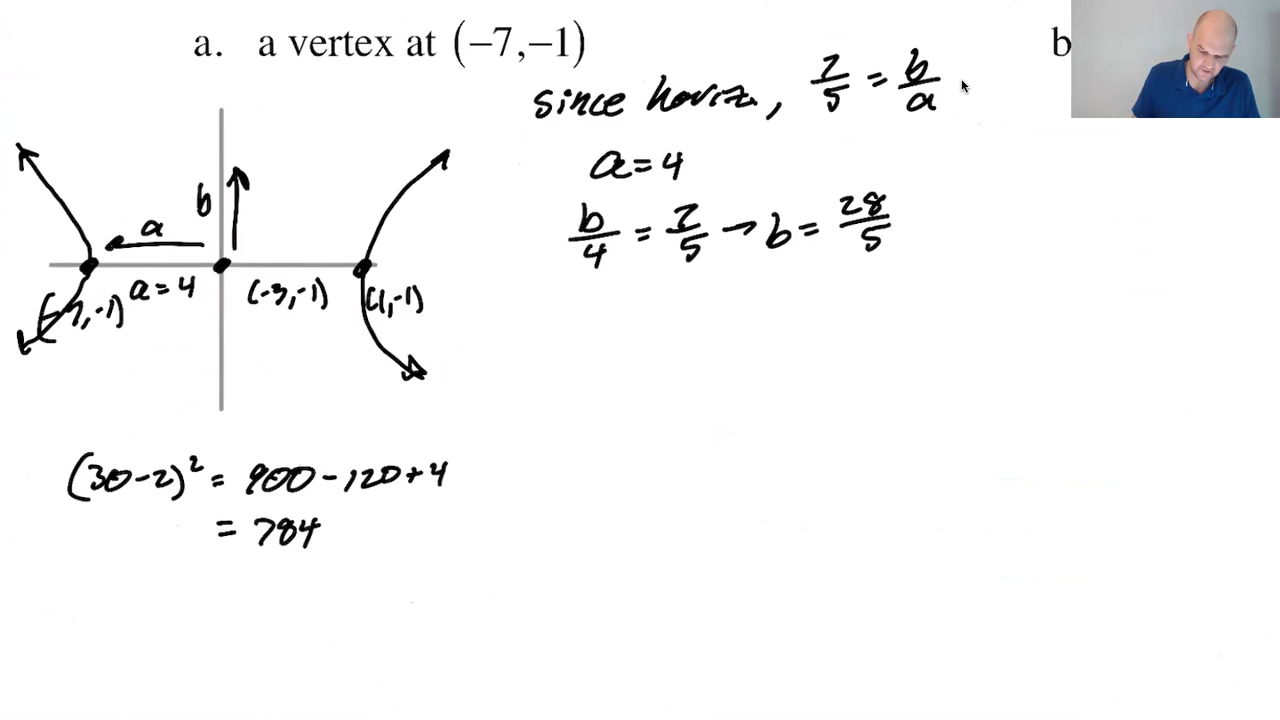 a. a vertex at (−7,−1)
b
since horiz., 7/5 = b/a
a = 4
b/4 = 7/5 → b = 28/5
b
a
(-7,-1) a = 4 (-3,-1) (1,-1)
(30-2)² = 900-120+4
= 784